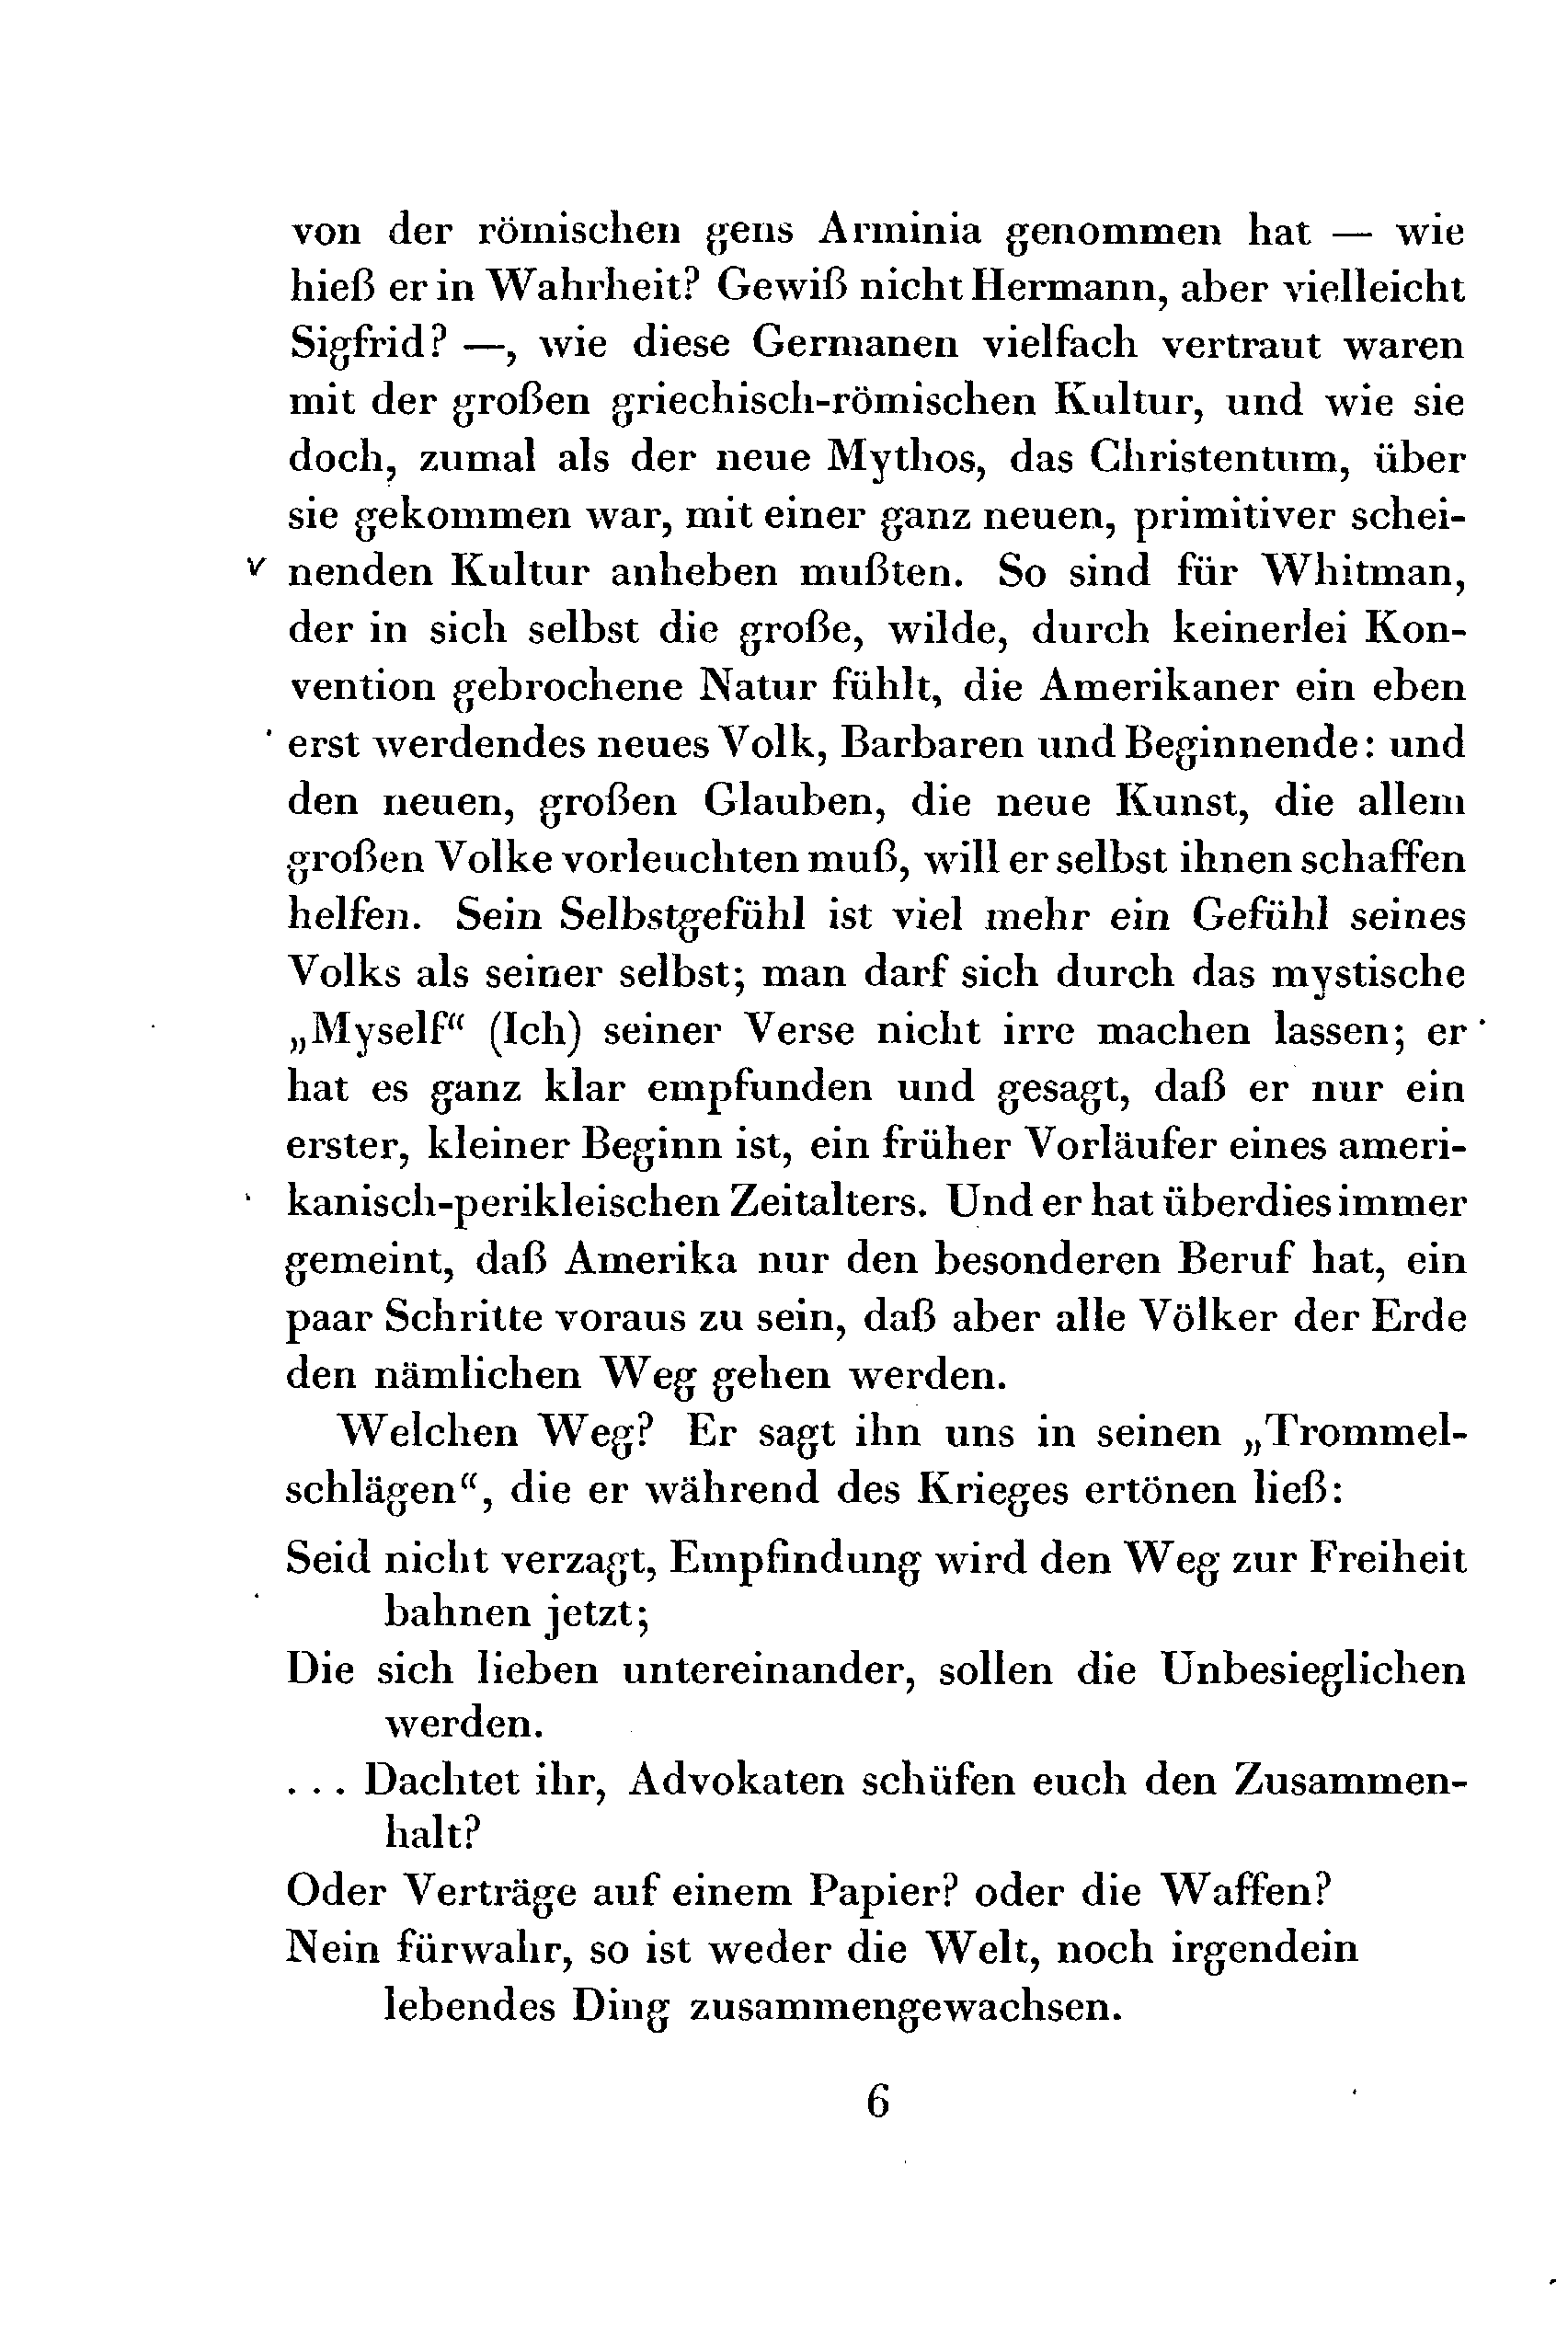 von der römischen gens Arminia genommen hat — wie
hieß er in Wahrheit? Gewiß nicht Hermann, aber vielleicht
Sigfrid? —, wie diese Germanen vielfach vertraut waren
mit der großen griechisch-römischen Kultur, und wie sie
doch, zumal als der neue Mythos, das Christentum, über
sie gekommen war, mit einer ganz neuen, primitiver schei-
nenden Kultur anheben mußten. So sind für Whitman,
der in sich selbst die große, wilde, durch keinerlei Kon-
vention gebrochene Natur fühlt, die Amerikaner ein eben
erst werdendes neues Volk, Barbaren und Beginnende: und
den neuen, großen Glauben, die neue Kunst, die allem
großen Volke vorleuchten muß, will er selbst ihnen schaffen
helfen. Sein Selbstgefühl ist viel mehr ein Gefühl seines
Volks als seiner selbst; man darf sich durch das mystische
„Myself“ (Ich) seiner Verse nicht irre machen lassen; er
hat es ganz klar empfunden und gesagt, daß er nur ein
erster, kleiner Beginn ist, ein früher Vorläufer eines ameri-
kanisch-perikleischen Zeitalters. Und er hat überdies immer
gemeint, daß Amerika nur den besonderen Beruf hat, ein
paar Schritte voraus zu sein, daß aber alle Völker der Erde
den nämlichen Weg gehen werden.
Welchen Weg? Er sagt ihn uns in seinen „Trommel-
schlägen“, die er während des Krieges ertönen ließ:
Seid nicht verzagt, Empfindung wird den Weg zur Freiheit
bahnen jetzt;
Die sich lieben untereinander, sollen die Unbesieglichen
werden.
. . . Dachtet ihr, Advokaten schüfen euch den Zusammen-
halt?
Oder Verträge auf einem Papier? oder die Waffen?
Nein fürwahr, so ist weder die Welt, noch irgendein
lebendes Ding zusammengewachsen.
6